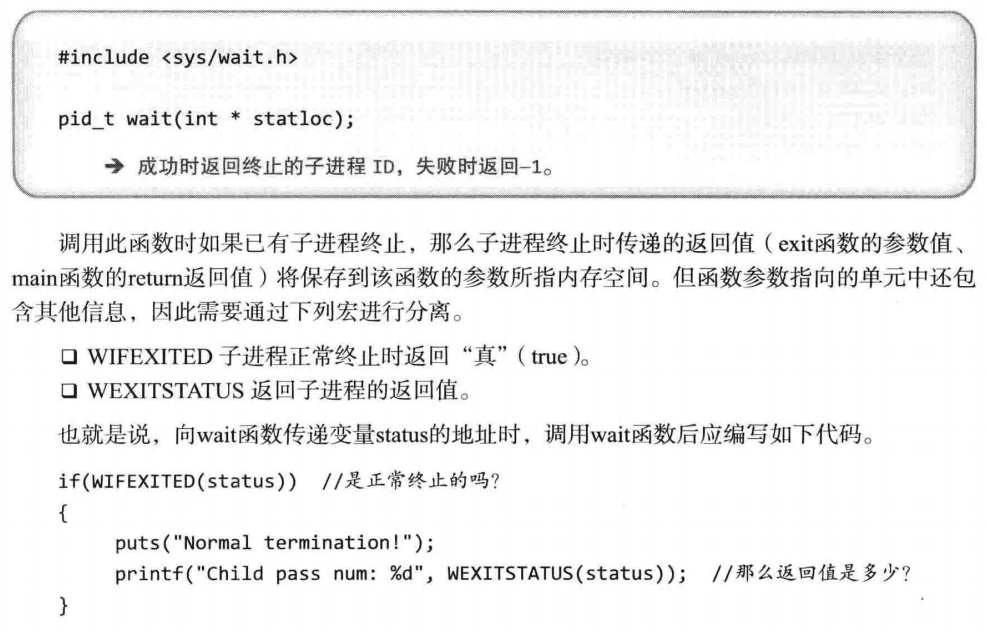 #include <sys/wait.h>
pid_t wait(int * statloc);
➔ 成功时返回终止的子进程 ID，失败时返回–1。
调用此函数时如果已有子进程终止，那么子进程终止时传递的返回值（exit函数的参数值、
main函数的return返回值）将保存到该函数的参数所指内存空间。但函数参数指向的单元中还包
含其他信息，因此需要通过下列宏进行分离。
❑ WIFEXITED 子进程正常终止时返回“真”（true）。
❑ WEXITSTATUS 返回子进程的返回值。
也就是说，向wait函数传递变量status的地址时，调用wait函数后应编写如下代码。
if(WIFEXITED(status)) //是正常终止的吗?
{
puts("Normal termination!");
printf("Child pass num: %d", WEXITSTATUS(status)); //那么返回值是多少?
}